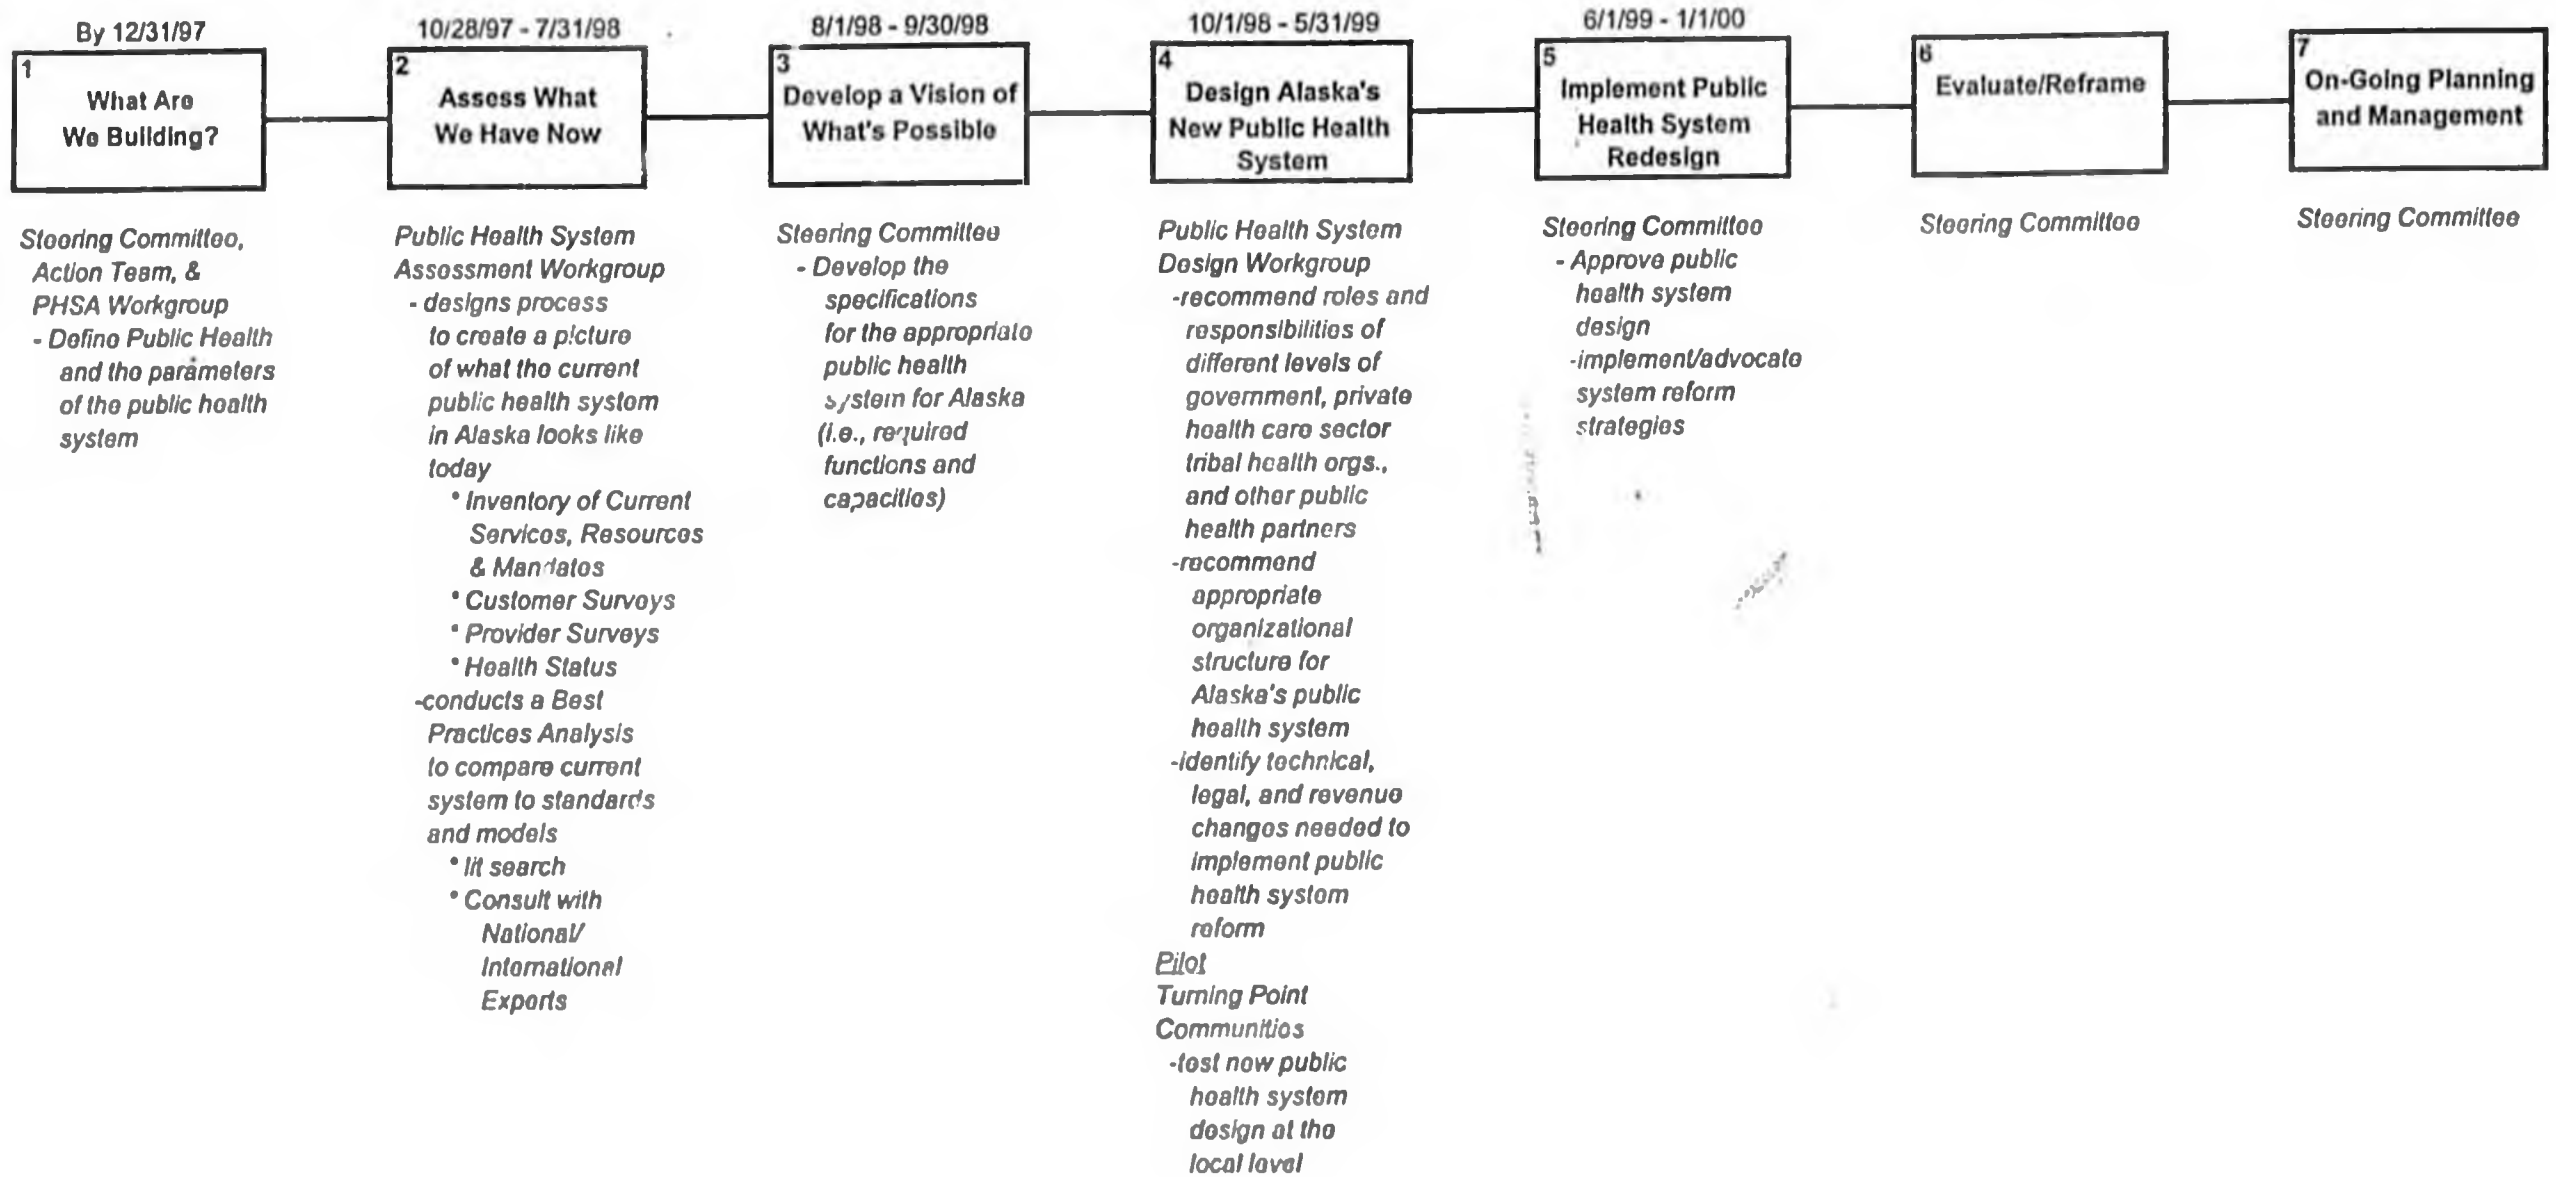 By 12/31/97
1
What Are
We Building?
Steering Committee,
Action Team, &
PHSA Workgroup
- Define Public Health
and the parameters
of the public health
system
10/28/97 - 7/31/98
2
Assess What
We Have Now
Public Health System
Assessment Workgroup
- designs process
to create a picture
of what the current
public health system
in Alaska looks like
today
* Inventory of Current
Services, Resources
& Mandates
* Customer Surveys
* Provider Surveys
* Health Status
-conducts a Best
Practices Analysis
to compare current
system to standards
and models
* lit search
* Consult with
National/
International
Experts
8/1/98 - 9/30/98
3
Develop a Vision of
What's Possible
Steering Committee
- Develop the
specifications
for the appropriate
public health
system for Alaska
(i.e., required
functions and
capacities)
10/1/98 - 5/31/99
4
Design Alaska's
New Public Health
System
Public Health System
Design Workgroup
-recommend roles and
responsibilities of
different levels of
government, private
health care sector
tribal health orgs.,
and other public
health partners
-recommend
appropriate
organizational
structure for
Alaska's public
health system
-identify technical,
legal, and revenue
changes needed to
implement public
health system
reform
Pilot
Turning Point
Communities
-test new public
health system
design at the
local level
6/1/99 - 1/1/00
5
Implement Public
Health System
Redesign
Steering Committee
- Approve public
health system
design
-implement/advocate
system reform
strategies
6
Evaluate/Reframe
Steering Committee
7
On-Going Planning
and Management
Steering Committee